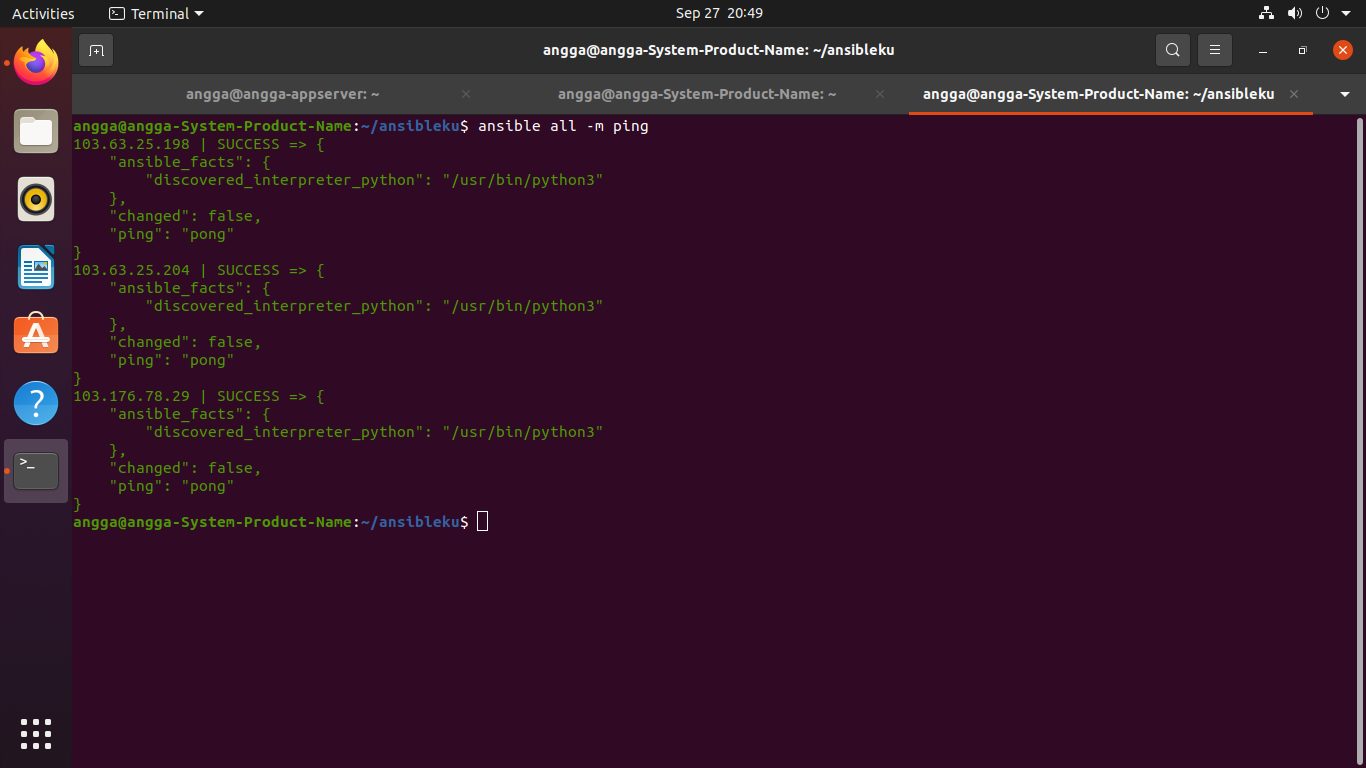 Activities
Terminal
Sep 27 20:49
angga@angga-System-Product-Name: ~/ansibleku
angga@angga-appserver: ~
angga@angga-System-Product-Name: ~
angga@angga-System-Product-Name: ~/ansibleku
angga@angga-System-Product-Name:~/ansibleku$ ansible all -m ping
103.63.25.198 | SUCCESS => {
    "ansible_facts": {
        "discovered_interpreter_python": "/usr/bin/python3"
    },
    "changed": false,
    "ping": "pong"
}
103.63.25.204 | SUCCESS => {
    "ansible_facts": {
        "discovered_interpreter_python": "/usr/bin/python3"
    },
    "changed": false,
    "ping": "pong"
}
103.176.78.29 | SUCCESS => {
    "ansible_facts": {
        "discovered_interpreter_python": "/usr/bin/python3"
    },
    "changed": false,
    "ping": "pong"
}
angga@angga-System-Product-Name:~/ansibleku$